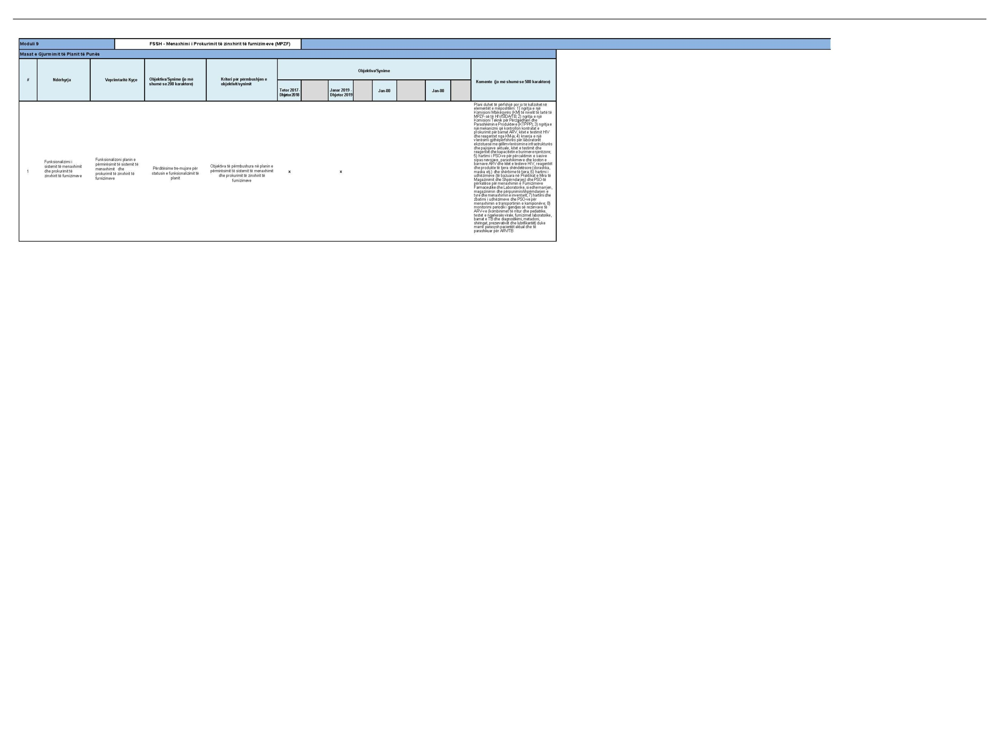 Moduli 9
FSSH - Menaxhimi i Prokurimit të zinxhirit të furnizimeve (MPZF)
Masat e Gjurmimit të Planit të Punës
#
Ndërhyrja
Veprimtaritë Kyçe
Objektiva/Synime (jo më
shumë se 200 karaktere)
Kriteri për përmbushjen e
objektivit/synimit
Objektiva/Synime
Tetor 2017-
Dhjetor2018
Janar 2019 -
Dhjetor 2019
Jan-00
Jan-00
Komente (jo më shumë se 500 karaktere)
1
Funksionalizimi i
sistemit të menaxhimit
dhe prokurimit të
zinxhirit të furnizimeve
Funksionalizoni planin e
përmirësimit të sistemit të
menaxhimit dhe
prokurimit të zinxhirit të
furnizimeve
Përditësime tre-mujore për
statusin e funksionalizimit të
planit
Objektiva të përmbushura në planin e
përmirësimit të sistemit të menaxhimit
dhe prokurimit të zinxhirit të
furnizimeve
x
x
Plani duhet të përfshijë por jo të kufizohet në
elementët e mëposhtëm: 1) ngritja e një
Komisioni Mbikëqyrës (KM) të nivelit të lartë të
MPZF-së të HIV/SIDA/TB; 2) ngritja e një
Komisioni Teknik për Përzgjedhjen dhe
Parashikimin e Produkteve (KTPPP); 3) ngritja e
një mekanizmi që kontrollon kontratat e
prokurimit për barnat ARV, kitet e testimit HIV
dhe reagentet nga KM-ja; 4) kryerja e një
vlerësimi gjithëpërfshirës për laboratorët
ekzistuese me qëllim vlerësimin e infrastrukturës
dhe pajisjeve aktuale, kitet e testimit dhe
reagentët dhe kapacitetin e burimeve njerëzore;
5) hartimi i PSO-ve për përcaktimin e sasive
sipas nevojave, parashikimeve dhe koston e
barnave ARV dhe kitet e testeve HIV, reagentët
dhe produkte të tjera shëndetësore (dorashka,
maska etj.) dhe shërbime të tjera; 6) hartimi i
udhëzimeve (të bazuara në Praktikat e Mira të
Magazinimit dhe Shpërndarjes) dhe PSO-të
përkatëse për menaxhimin e Furnizimeve
Farmaceutike dhe Laboratorike, si edhe marrjen,
magazinimin dhe përpunimin/shpërndarjen e
tyre dhe menaxhimin e inventarit; 7) hartimi dhe
zbatimi i udhëzimeve dhe PSO-ve për
menaxhimin e transportimin e kampionëve; 8)
monitorimi periodik i gjendjes së rezervave të
ARV-ve (kombinimet të rritur dhe pediatrike,
testet e ngarkesës virale, furnizimet laboratorike,
barnat e TB dhe diagnostikimi, metadoni,
shiringat, prezervativët dhe lubrifikantët) duke
marrë parasysh pacientët aktual dhe të
parashikuar për ARV/TB